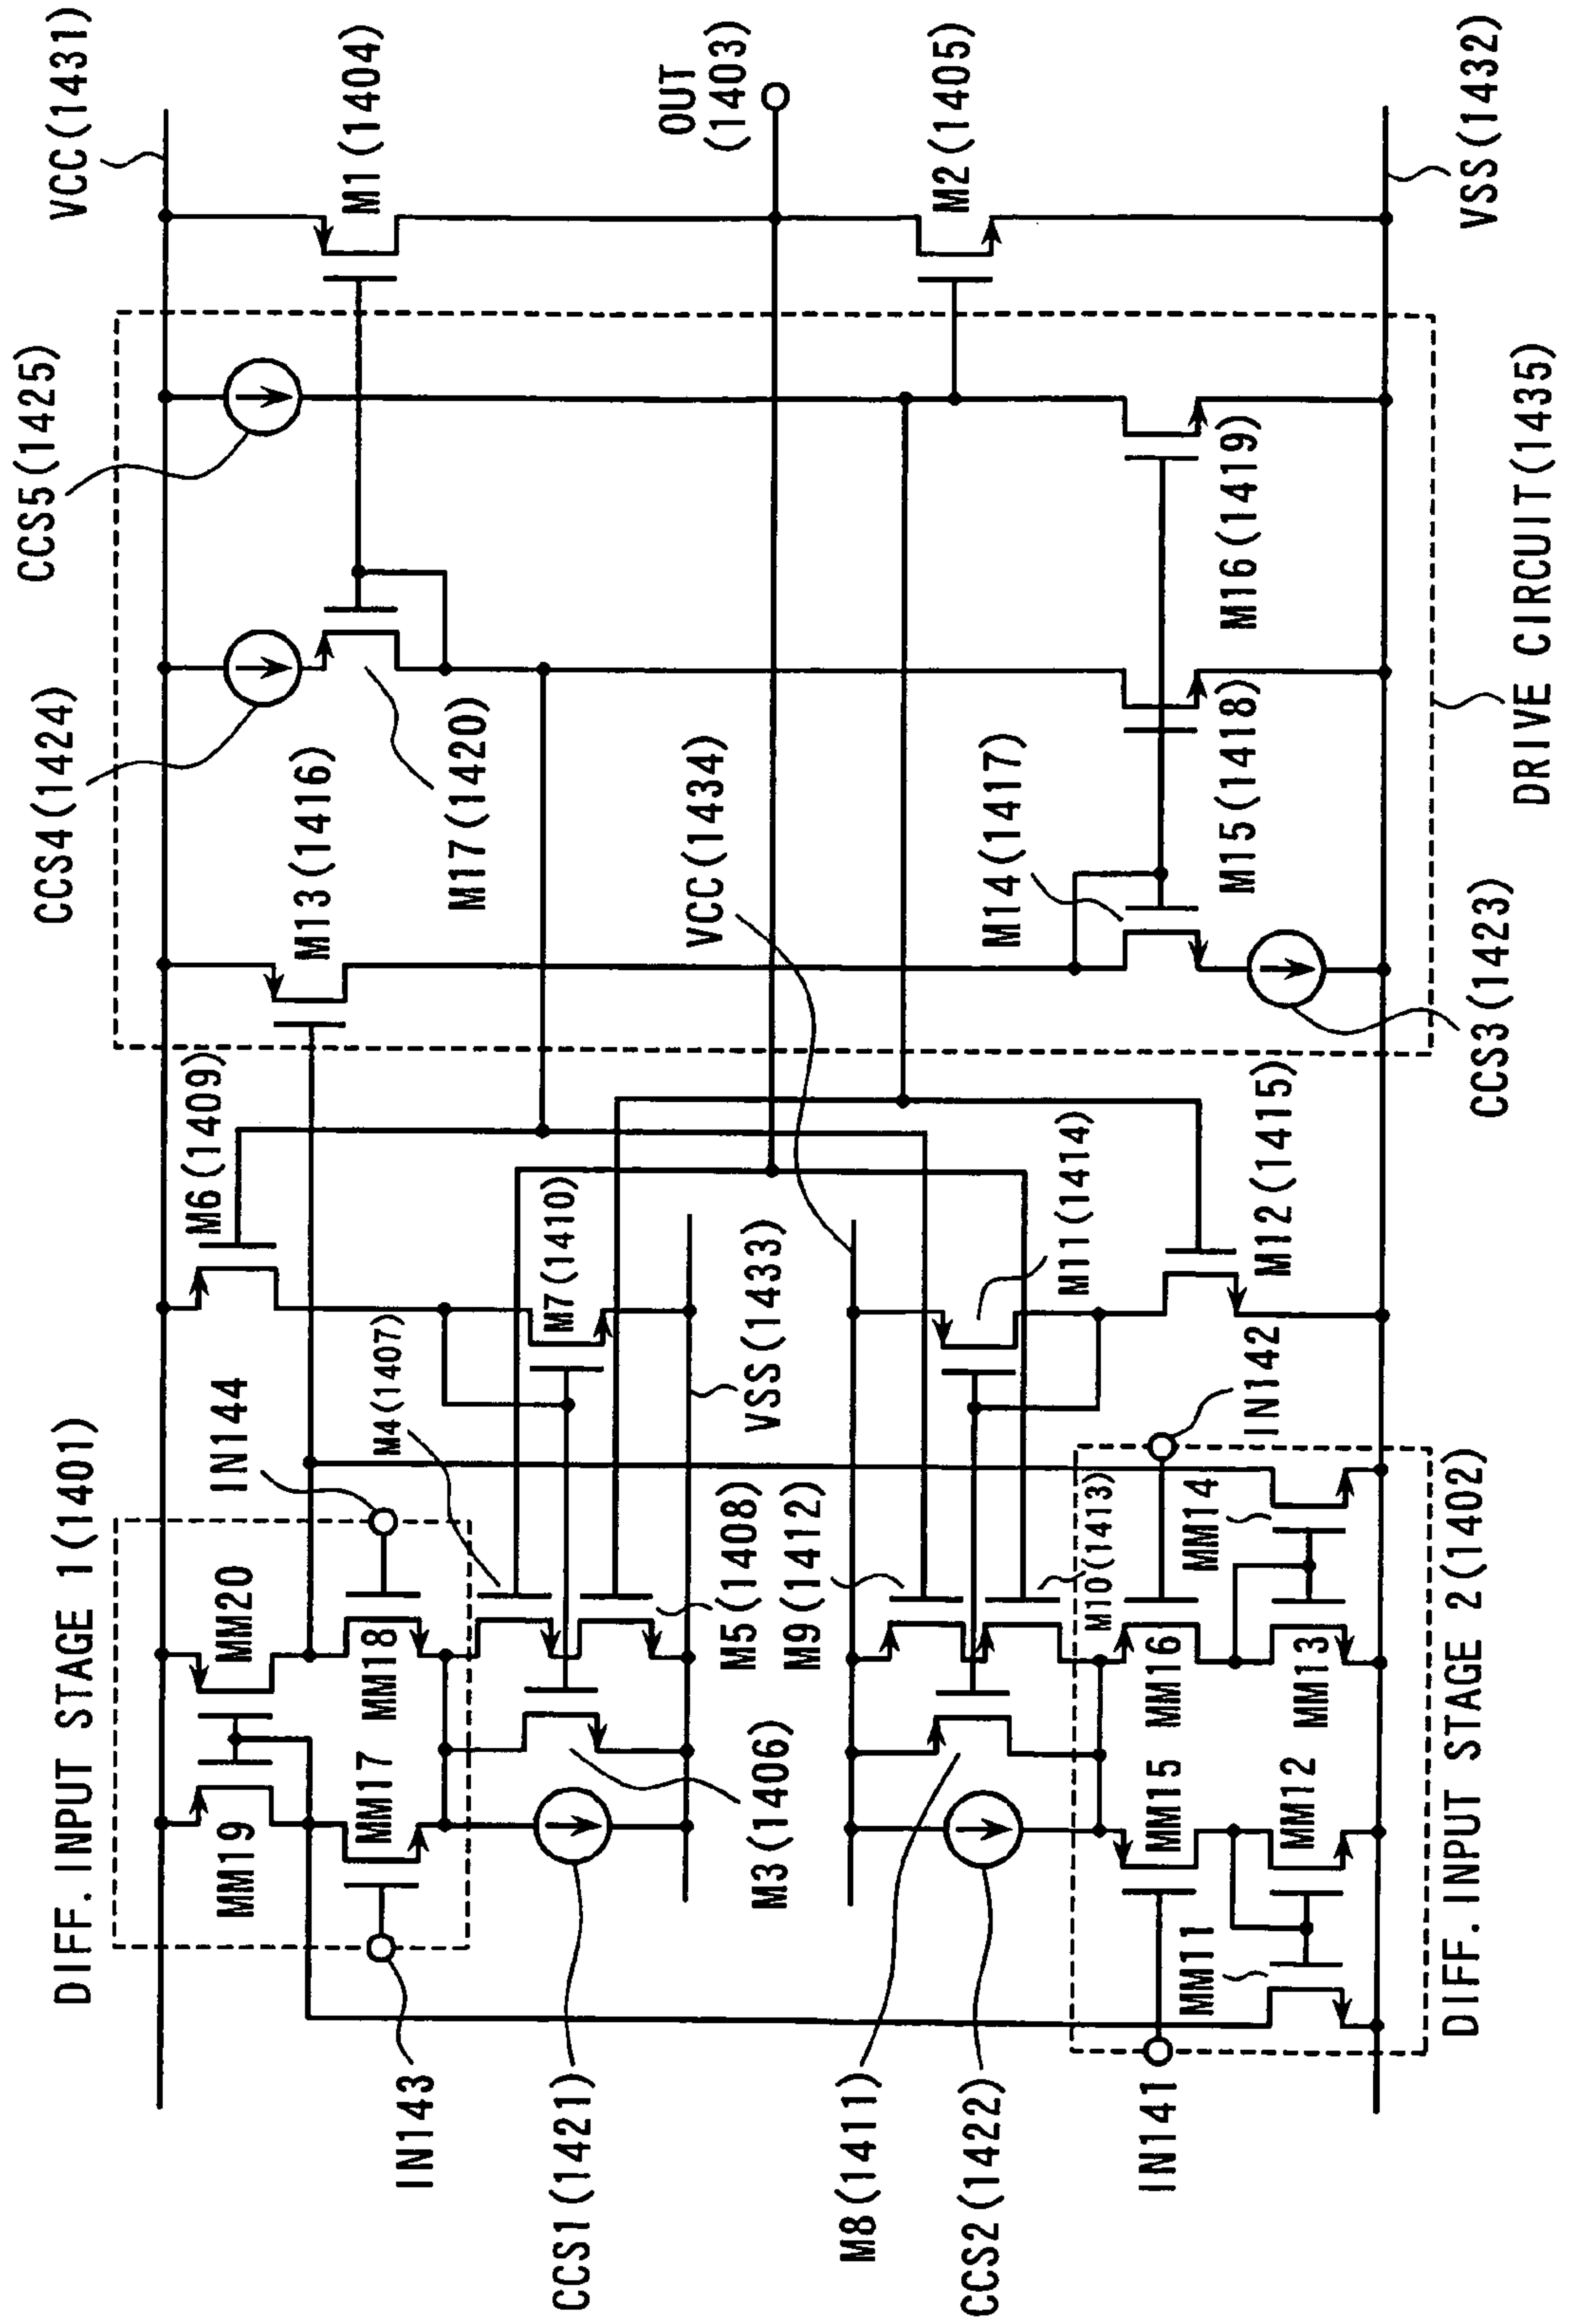 VCC(1431)
M1(1404)
OUT
(1403)
M2(1405)
VSS(1432)
CCS5(1425)
M16(1419)
DRIVE CIRCUIT(1435)
CCS4(1424)
M17(1420)
M15(1418)
M13(1416)
VCC(1434)
M14(1417)
CCS3(1423)
M6(1409)
M7(1410)
M11(1414)
M12(1415)
M4(1407)
VSS(1433)
IN144
IN142
DIFF.INPUT STAGE 1(1401)
MM20
MM18
M5(1408)
M9(1412)
M10(1413)
MM14
MM16
MM13
DIFF.INPUT STAGE 2(1402)
MM19
MM17
M3(1406)
MM15
MM12
MM11
IN143
CCS1(1421)
M8(1411)
CCS2(1422)
IN141